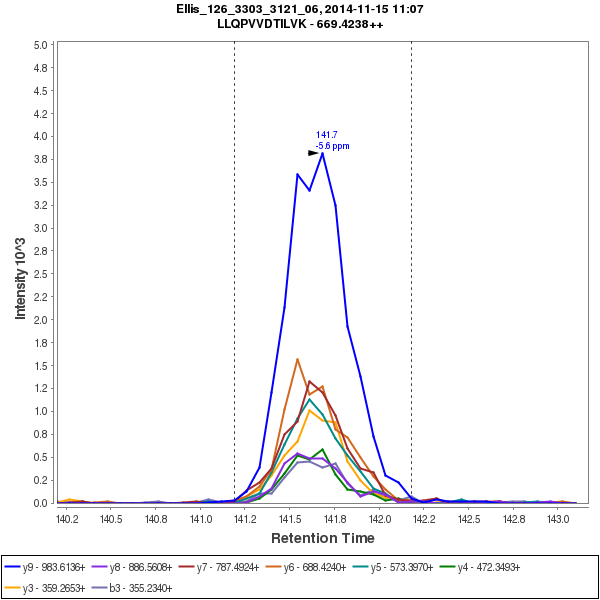 Ellis_126_3303_3121_06, 2014-11-15 11:07
LLQPVVDTILVK - 669.4238++
5.0
4.8
4.5
4.2
4.0
3.8
3.5
3.2
3.0
2.8
2.5
2.2
2.0
1.8
1.5
1.2
1.0
0.8
0.5
0.2
0.0
Intensity 10^3
141.7
-5.6 ppm
140.2 140.5 140.8 141.0 141.2 141.5 141.8 142.0 142.2 142.5 142.8 143.0
Retention Time
y9 - 983.6136+ y8 - 886.5608+ y7 - 787.4924+ y6 - 688.4240+ y5 - 573.3970+ y4 - 472.3493+
y3 - 359.2653+ b3 - 355.2340+